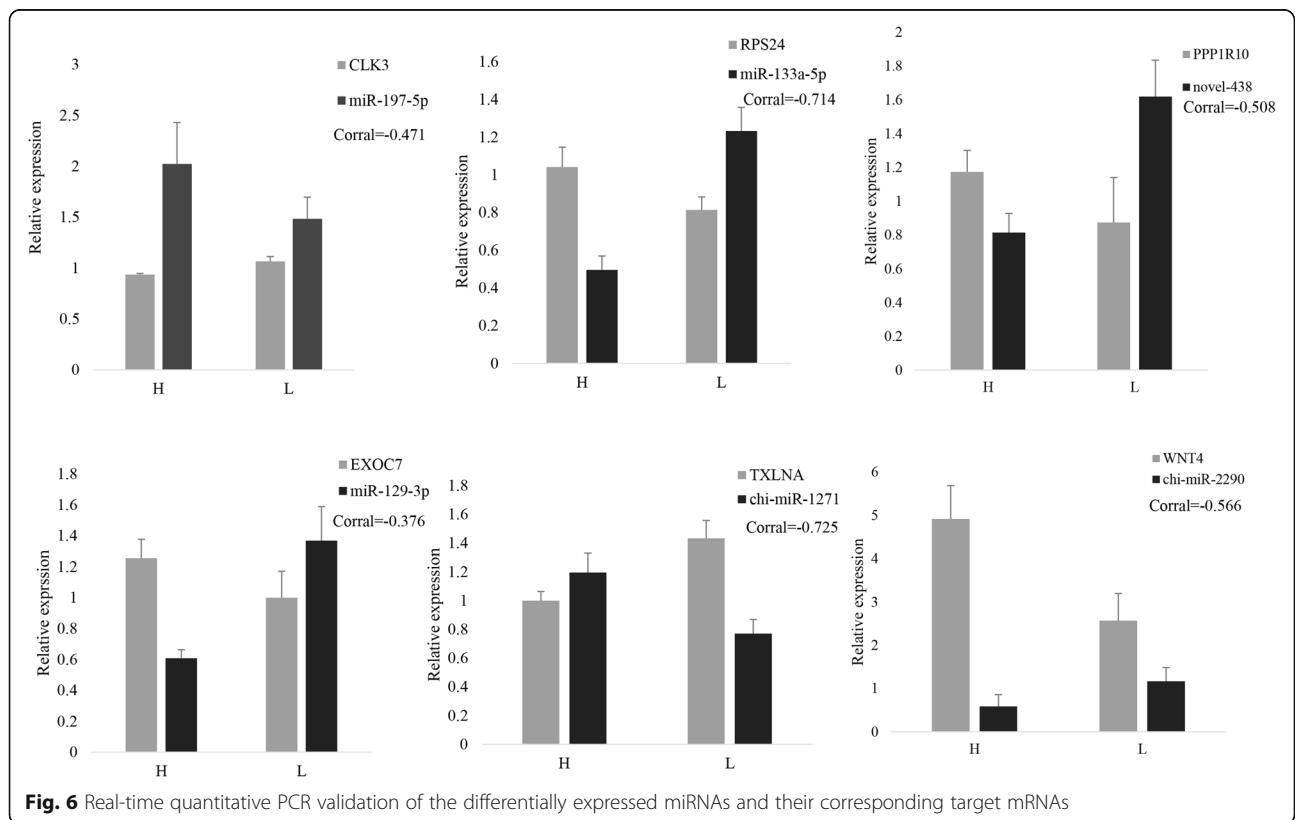 3
2.5
2
1.5
1
0.5
0
Relative expression
CLK3
miR-197-5p
Corral=-0.471
H L
1.6
1.4
1.2
1
0.8
0.6
0.4
0.2
0
Relative expression
RPS24
miR-133a-5p
Corral=-0.714
H L
2
1.8
1.6
1.4
1.2
1
0.8
0.6
0.4
0.2
0
Relative expression
PPP1R10
novel-438
Corral=-0.508
H L
1.8
1.6
1.4
1.2
1
0.8
0.6
0.4
0.2
0
Relative exprssion
EXOC7
miR-129-3p
Corral=-0.376
H L
1.8
1.6
1.4
1.2
1
0.8
0.6
0.4
0.2
0
Relative expression
TXLNA
chi-miR-1271
Corral=-0.725
H L
6
5
4
3
2
1
0
Relative expression
WNT4
chi-miR-2290
Corral=-0.566
H L
Fig. 6 Real-time quantitative PCR validation of the differentially expressed miRNAs and their corresponding target mRNAs